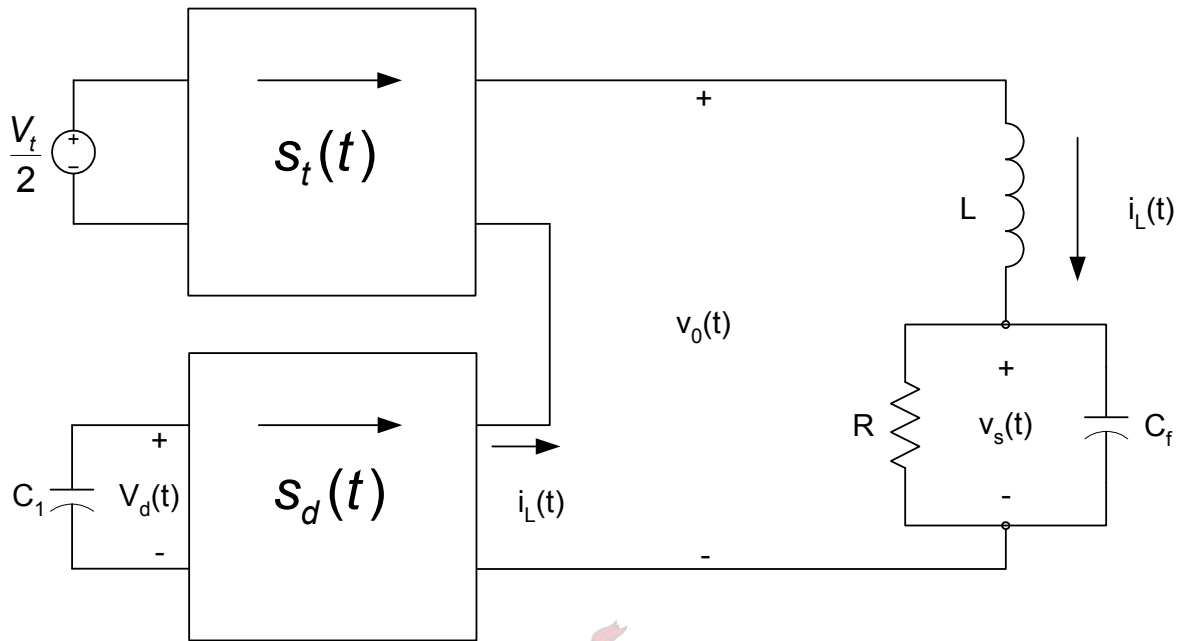 V_t/2
+
-
s_t(t)
+
L
i_L(t)
v_0(t)
C_1
+
V_d(t)
-
s_d(t)
i_L(t)
-
R
+
v_s(t)
-
C_f